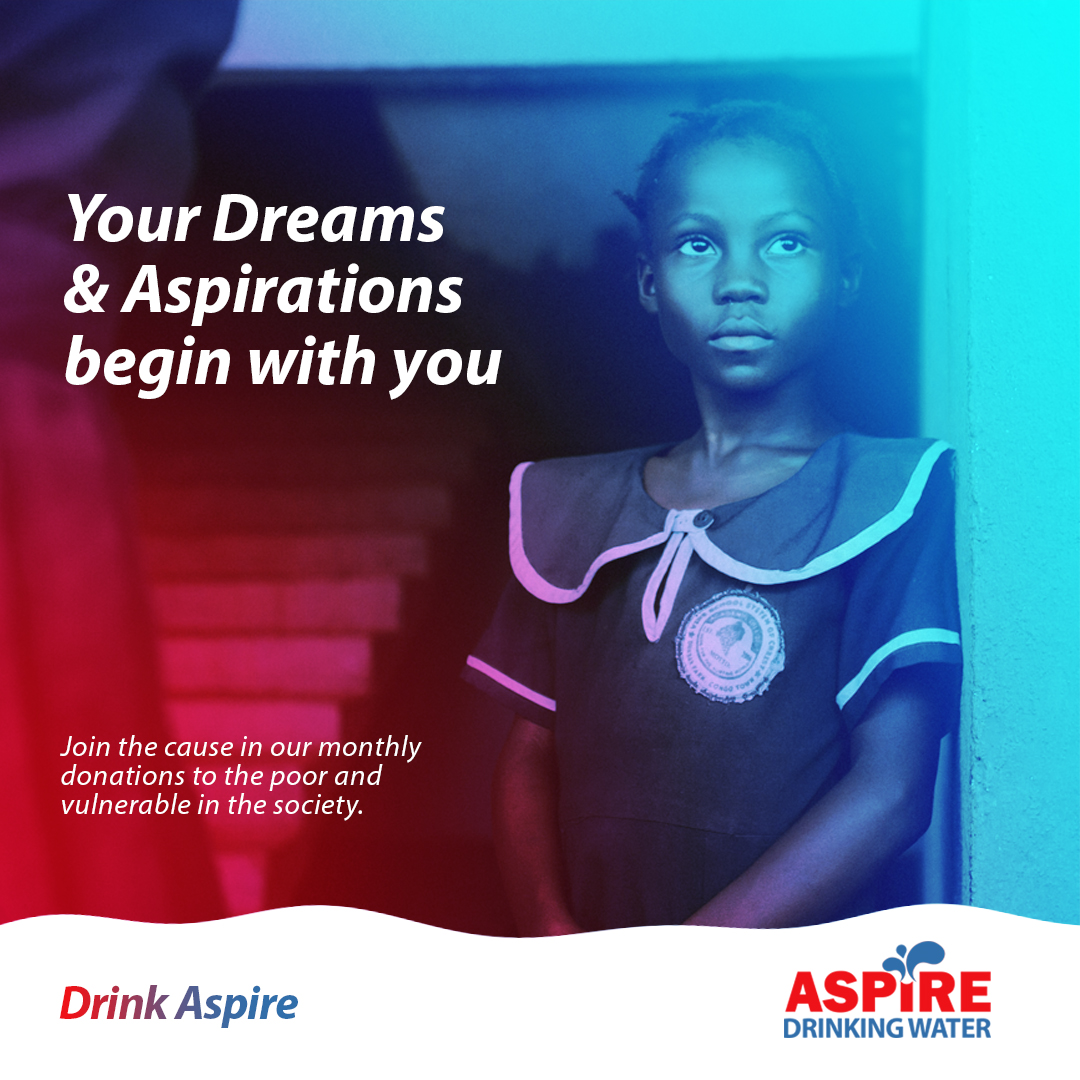 Your Dreams
& Aspirations
begin with you
Join the cause in our monthly
donations to the poor and
vulnerable in the society.
Drink Aspire
ASPIRE
DRINKING WATER